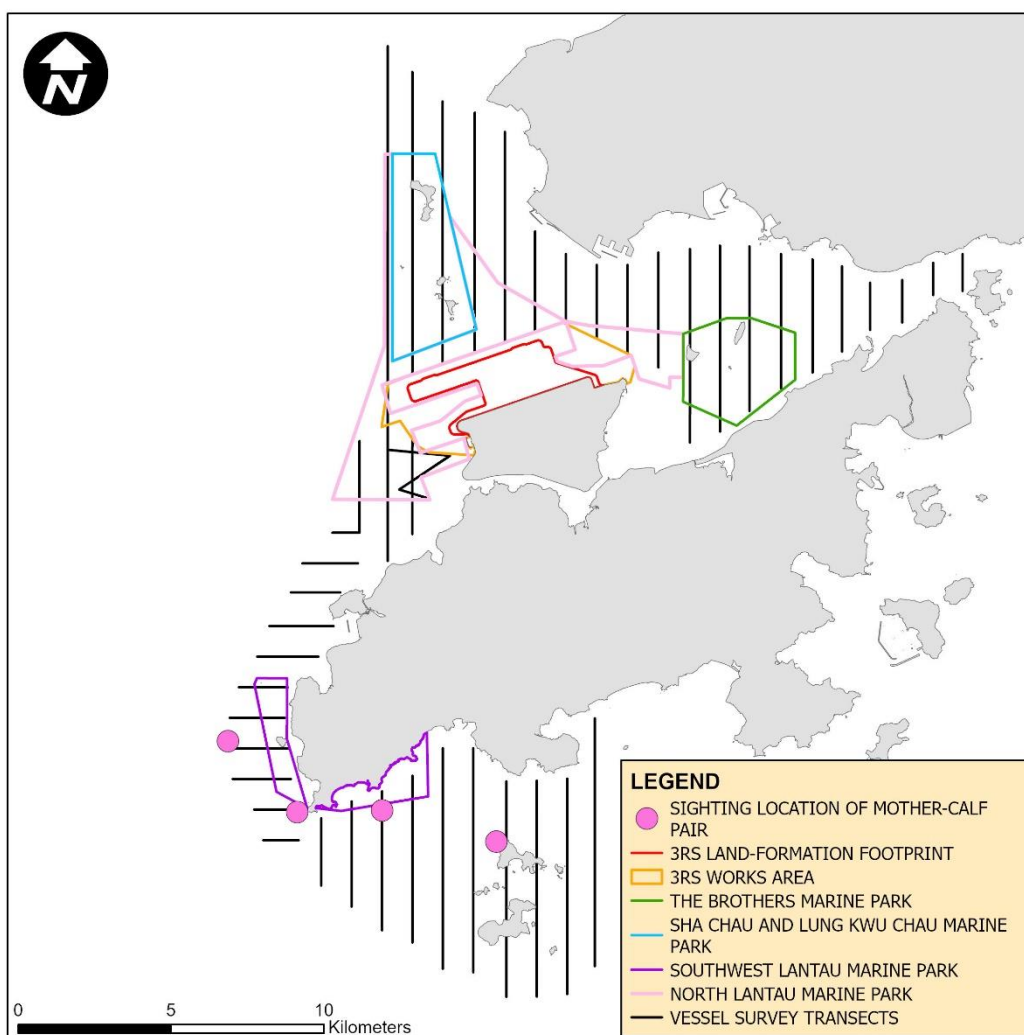 N
LEGEND
SIGHTING LOCATION OF MOTHER-CALF
PAIR
3RS LAND-FORMATION FOOTPRINT
3RS WORKS AREA
THE BROTHERS MARINE PARK
SHA CHAU AND LUNG KWU CHAU MARINE
PARK
SOUTHWEST LANTAU MARINE PARK
NORTH LANTAU MARINE PARK
VESSEL SURVEY TRANSECTS
0 5 10
Kilometers